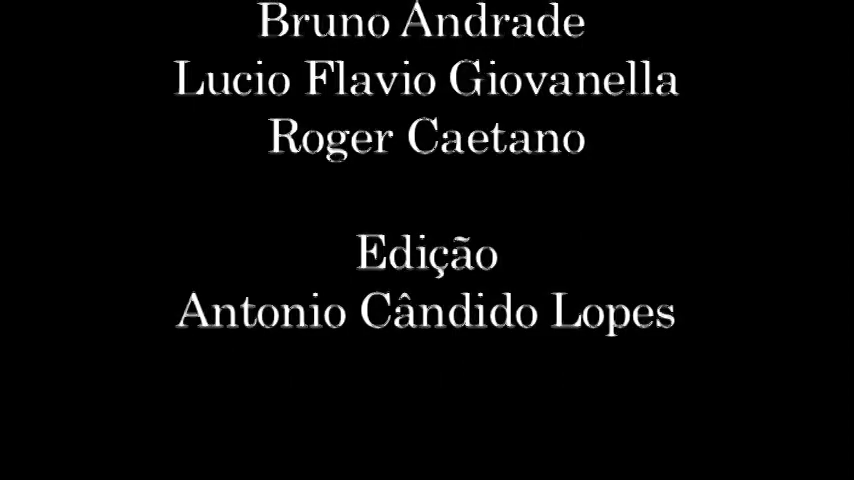 Bruno Andrade
Lucio Flavio Giovanella
Roger Caetano
Edição
Antonio Cândido Lopes